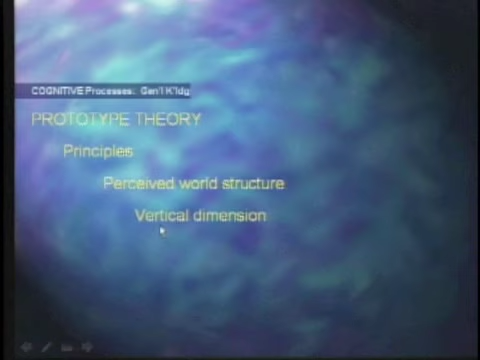 COGNITIVE Processes: Gen'l K'ldg
PROTOTYPE THEORY
Principles
Perceived world structure
Vertical dimension